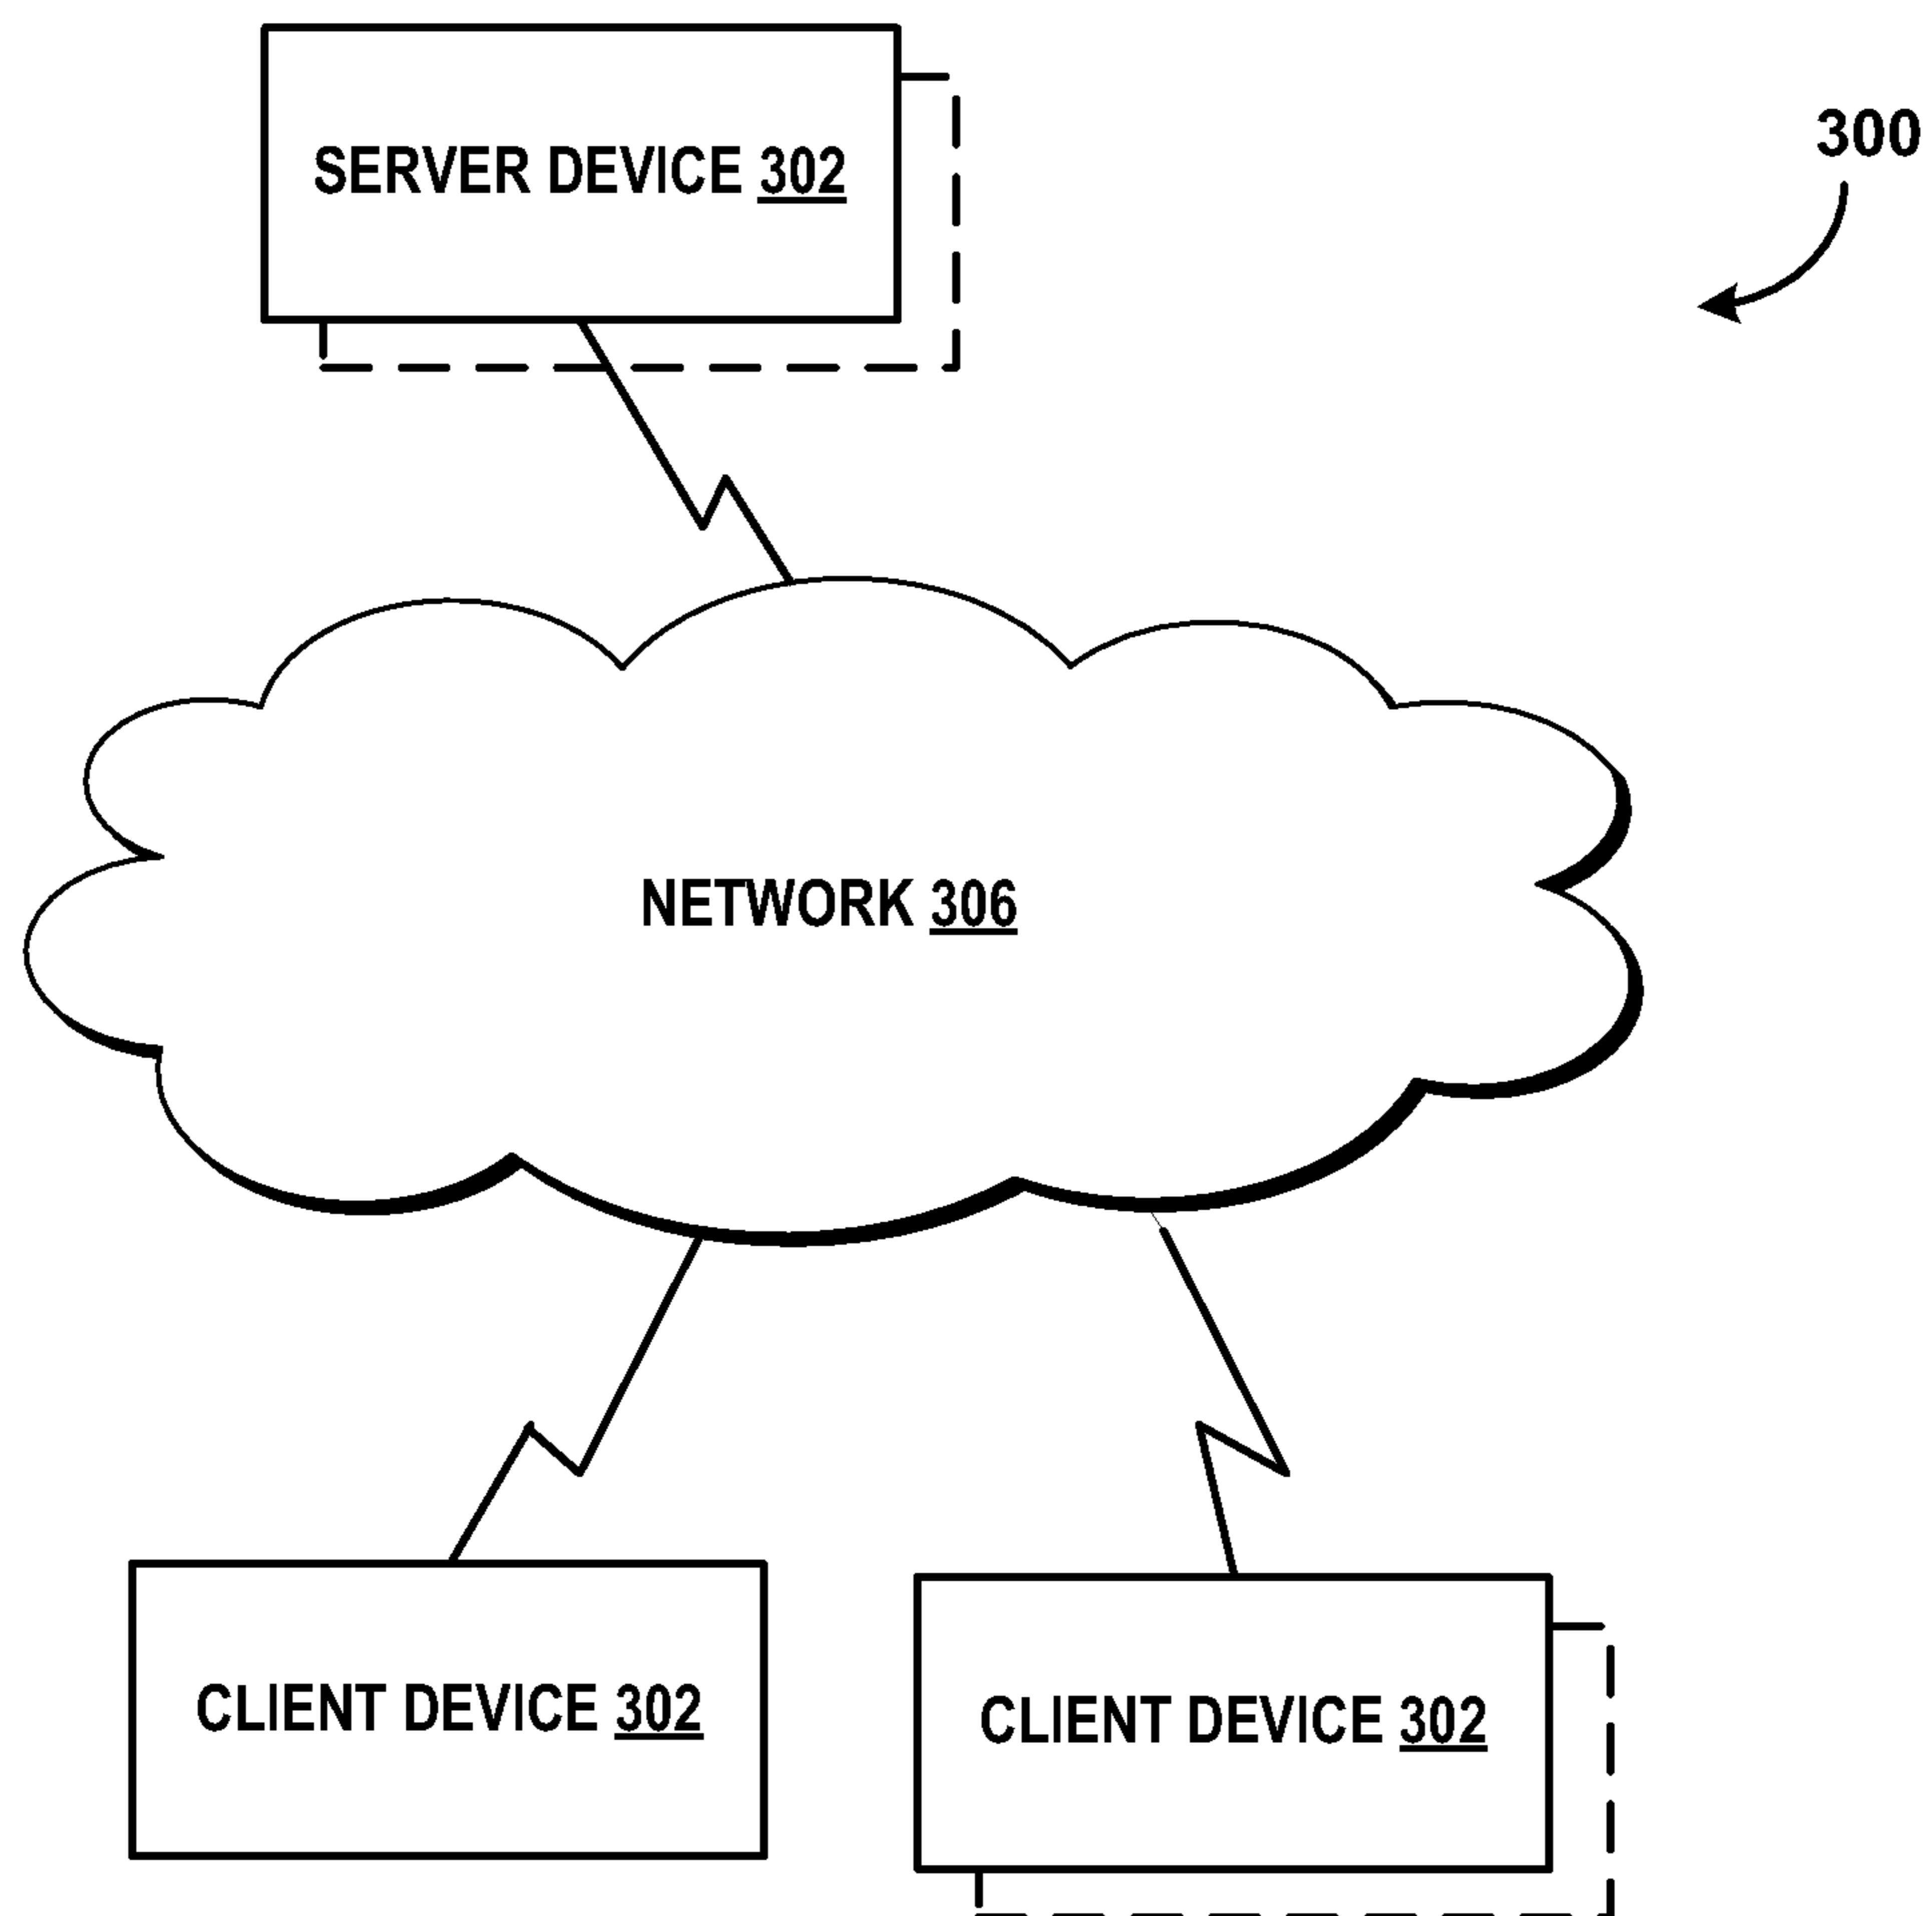 SERVER DEVICE 302
300
NETWORK 306
CLIENT DEVICE 302
CLIENT DEVICE 302